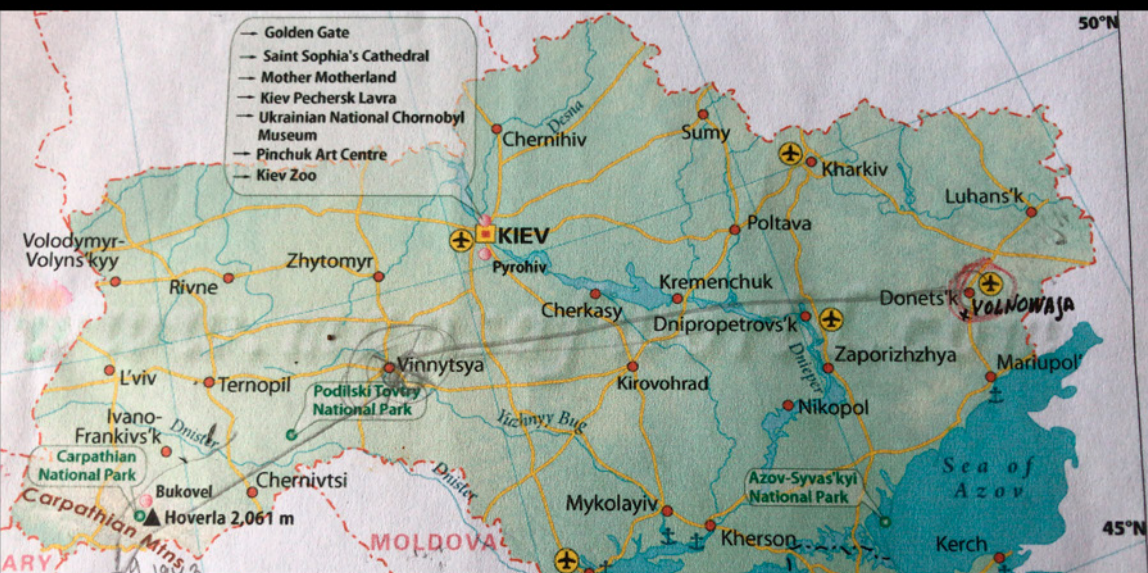 → Golden Gate
→ Saint Sophia's Cathedral
→ Mother Motherland
→ Kiev Pechersk Lavra
→ Ukrainian National Chornobyl
Museum
→ Pinchuk Art Centre
→ Kiev Zoo
50°N
Desna
Chernihiv
Sumy
Kharkiv
Luhans'k
Volodymyr-
Volyns'kyy
Rivne
Zhytomyr
KIEV
Pyrohiv
Poltava
Cherkasy
Kremenchuk
Dnipropetrovs'k
Donets'k
VOLNOWAJA
L'viv
Ternopil
Vinnytsya
Kirovohrad
Dnieper
Zaporizhzhya
Mariupol'
Podilski Tovtry
National Park
Nikopol
Ivano-
Frankivs'k
Dnister
Yuzhnyy Bug
Carpathian
National Park
Bukovel
Chernivtsi
Hoverla 2,061 m
Carpathian Mtns.
Dnister
Mykolayiv
Kherson
Azov-Syvas'kyi
National Park
Sea of
Azov
45°N
Kerch
MOLDOVA
ARY